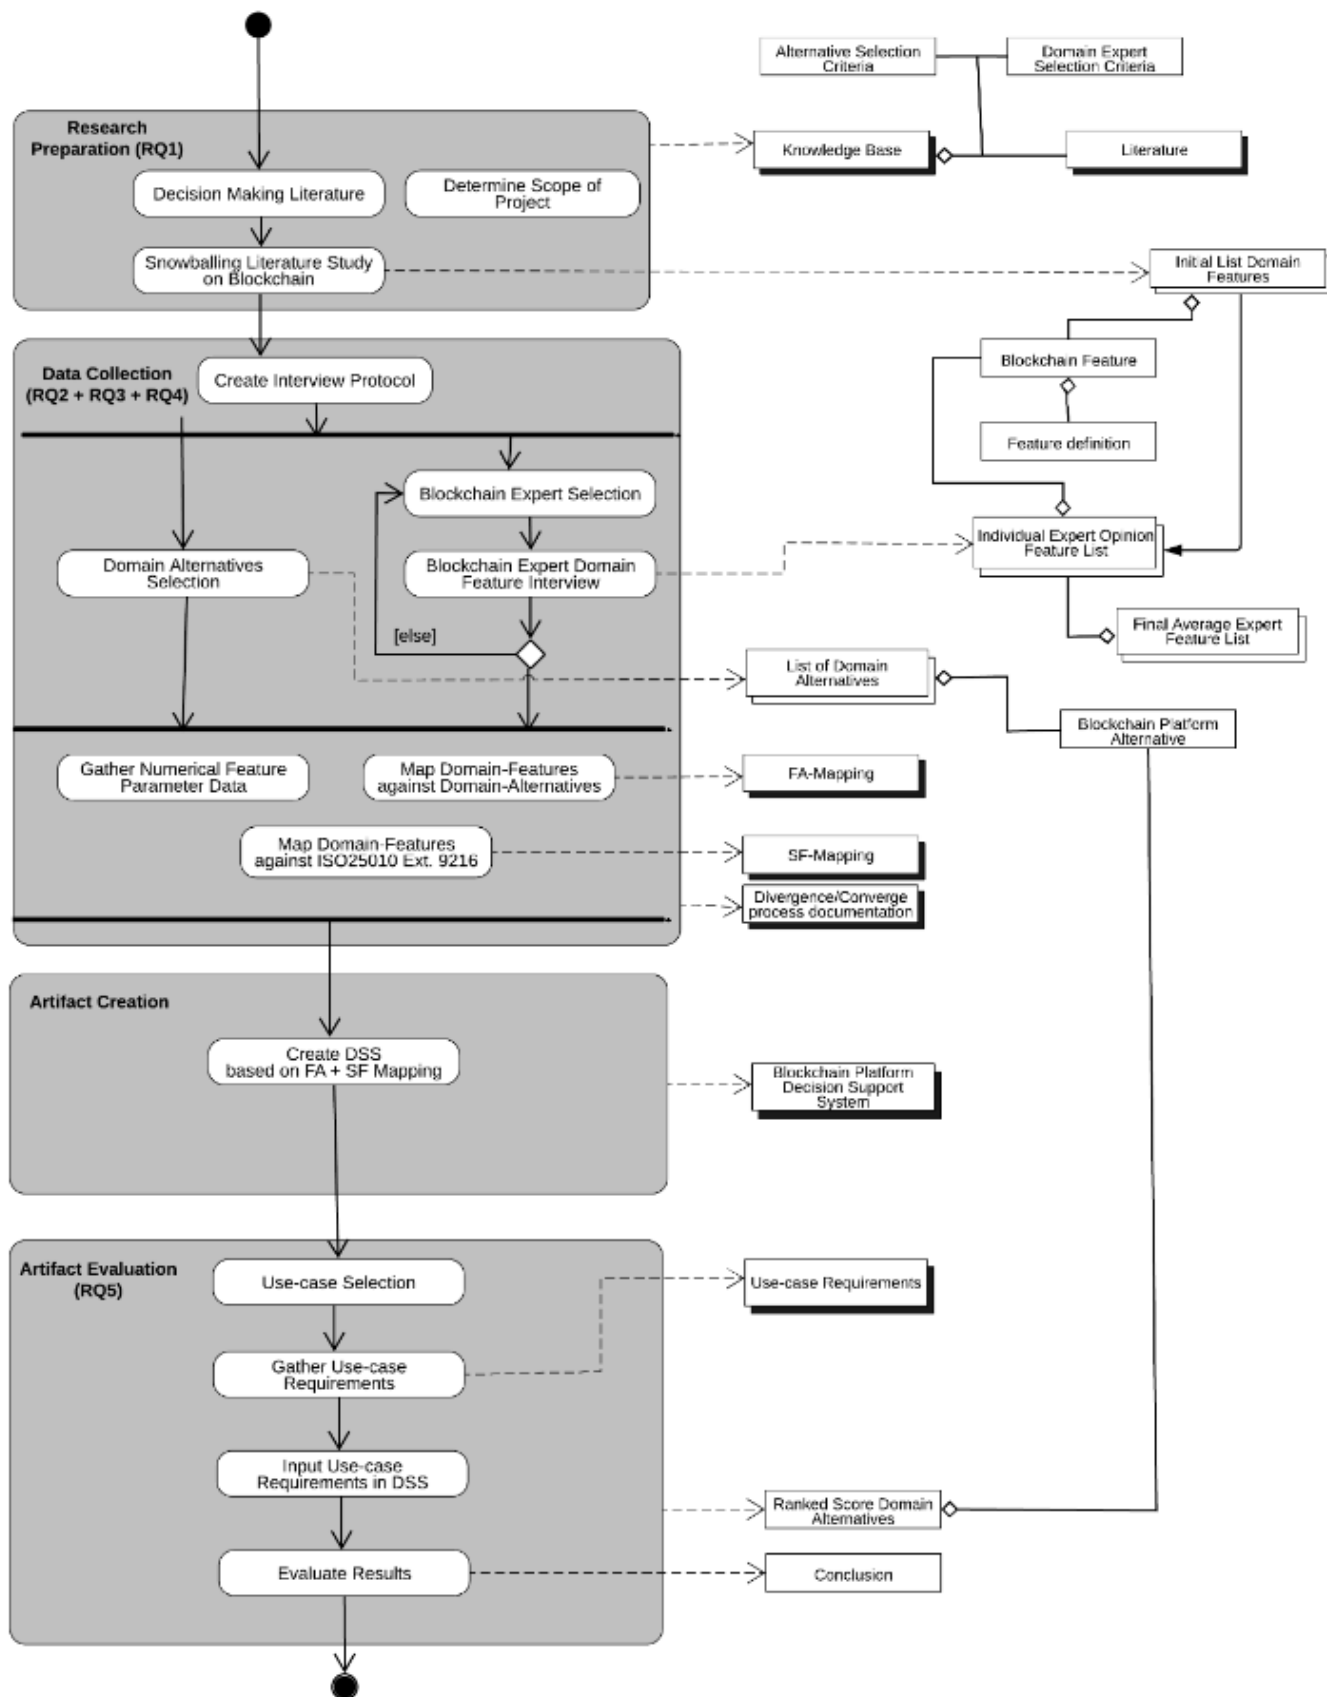 Alternative Selection
Criteria
Domain Expert
Selection Criteria
Research
Preparation (RQ1)
Knowledge Base
Literature
Decision Making Literature
Determine Scope of
Project
Snowballing Literature Study
on Blockchain
Initial List Domain
Features
Blockchain Feature
Data Collection
(RQ2 + RQ3 + RQ4)
Create Interview Protocol
Feature definition
Blockchain Expert Selection
Individual Expert Opinion
Feature List
Domain Alternatives
Selection
Blockchain Expert Domain
Feature Interview
[else]
Final Average Expert
Feature List
List of Domain
Alternatives
Blockchain Platform
Alternative
Gather Numerical Feature
Parameter Data
Map Domain-Features
against Domain-Alternatives
FA-Mapping
Map Domain-Features
against ISO25010 Ext. 9216
SF-Mapping
Divergence/Converge
process documentation
Artifact Creation
Create DSS
based on FA + SF Mapping
Blockchain Platform
Decision Support
System
Artifact Evaluation
(RQ5)
Use-case Selection
Use-case Requirements
Gather Use-case
Requirements
Input Use-case
Requirements in DSS
Ranked Score Domain
Alternatives
Evaluate Results
Conclusion